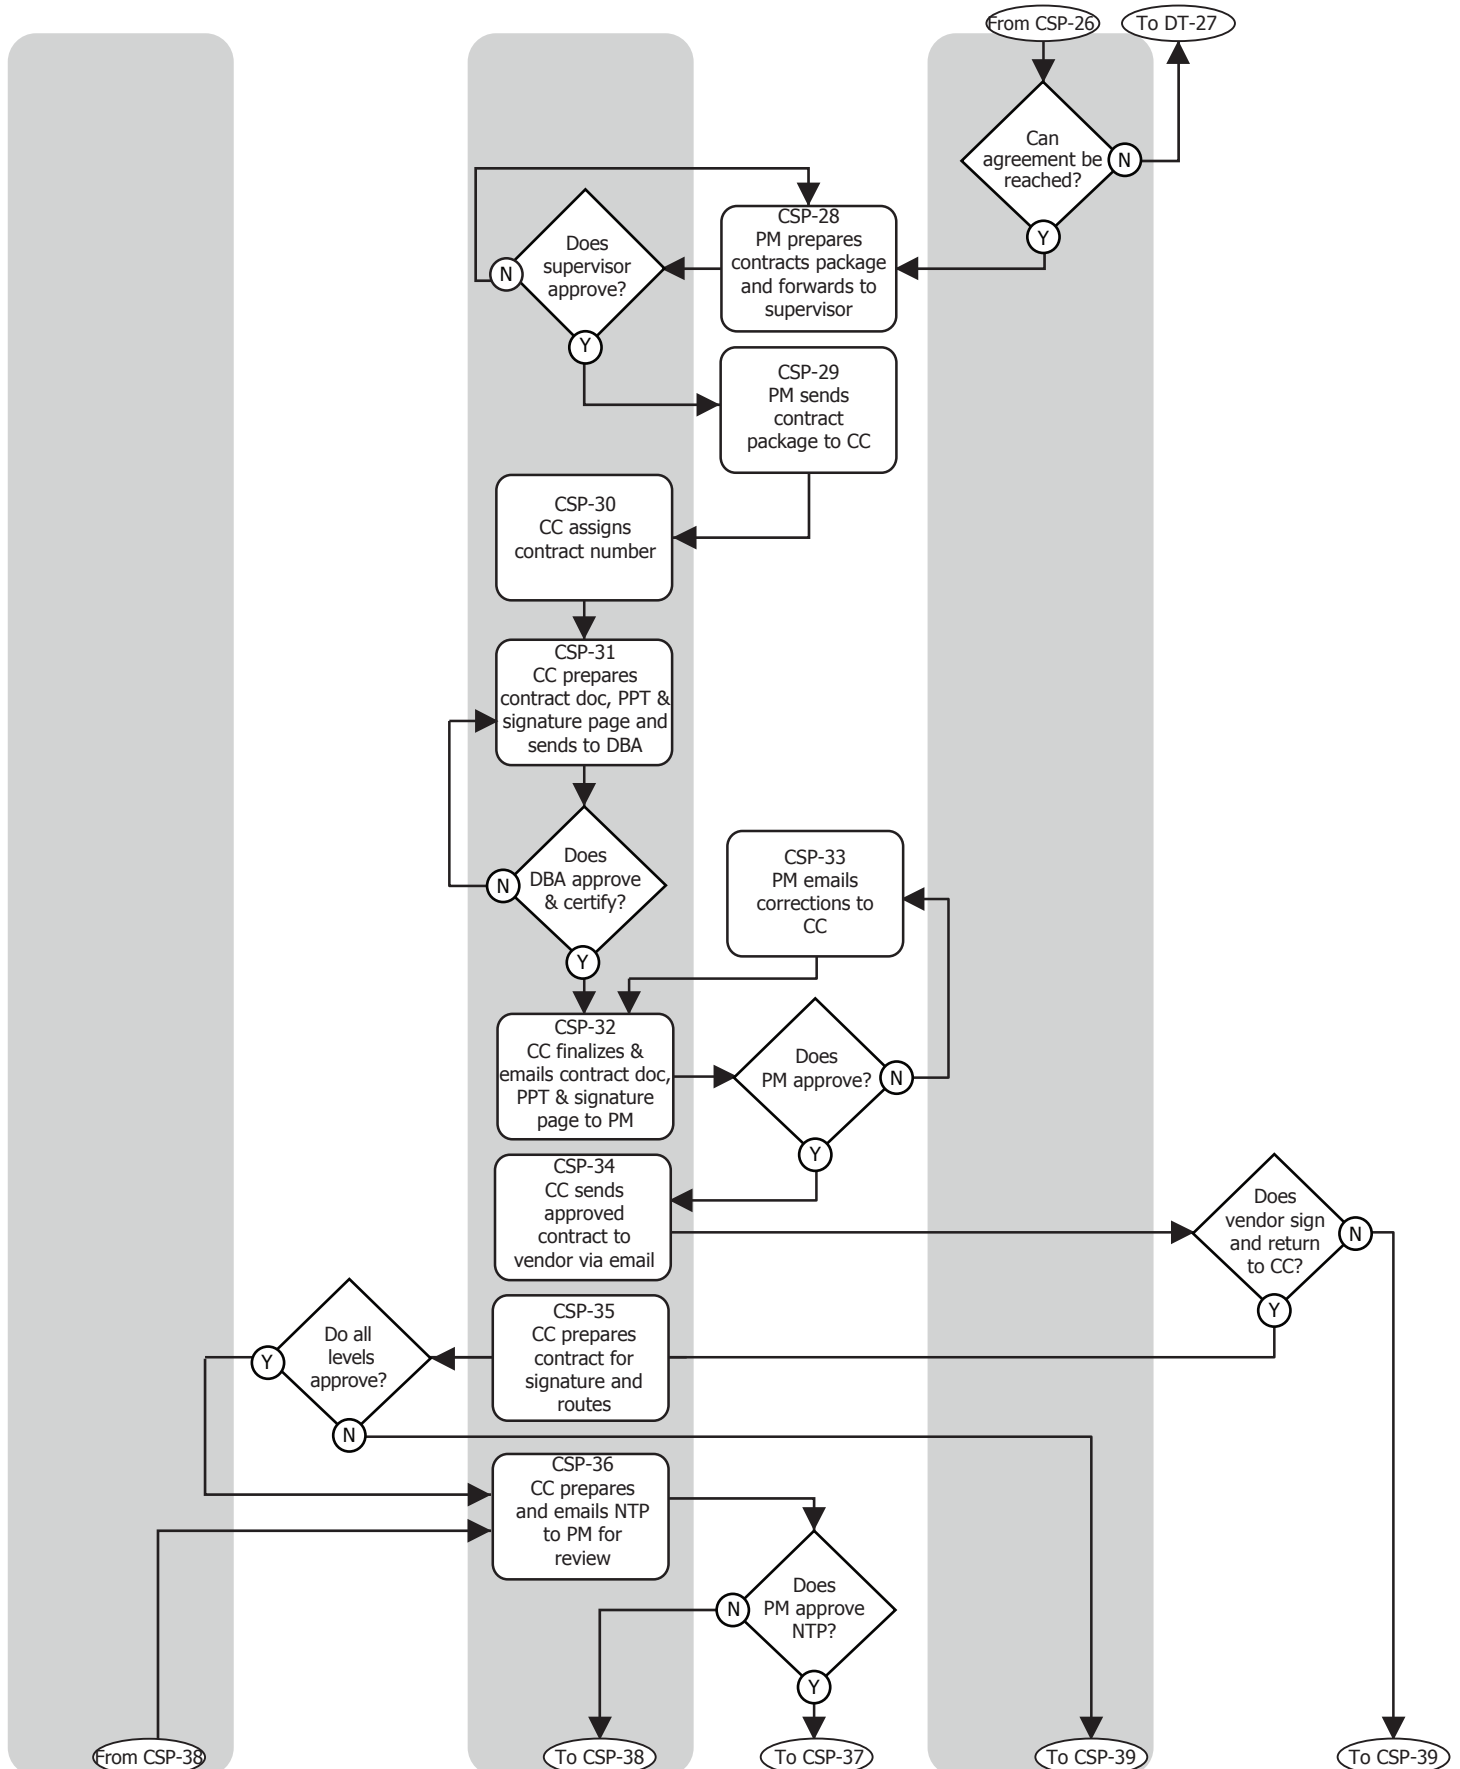 From CSP-26
To DT-27
Can
agreement be
reached?
N
Y
CSP-28
PM prepares
contracts package
and forwards to
supervisor
Does
supervisor
approve?
N
Y
CSP-29
PM sends
contract
package to CC
CSP-30
CC assigns
contract number
CSP-31
CC prepares
contract doc, PPT &
signature page and
sends to DBA
Does
DBA approve
& certify?
N
Y
CSP-33
PM emails
corrections to
CC
CSP-32
CC finalizes &
emails contract doc,
PPT & signature
page to PM
Does
PM approve?
N
Y
CSP-34
CC sends
approved
contract to
vendor via email
Does
vendor sign
and return
to CC?
N
Y
CSP-35
CC prepares
contract for
signature and
routes
Do all
levels
approve?
Y
N
CSP-36
CC prepares
and emails NTP
to PM for
review
Does
PM approve
NTP?
N
Y
From CSP-38
To CSP-38
To CSP-37
To CSP-39
To CSP-39